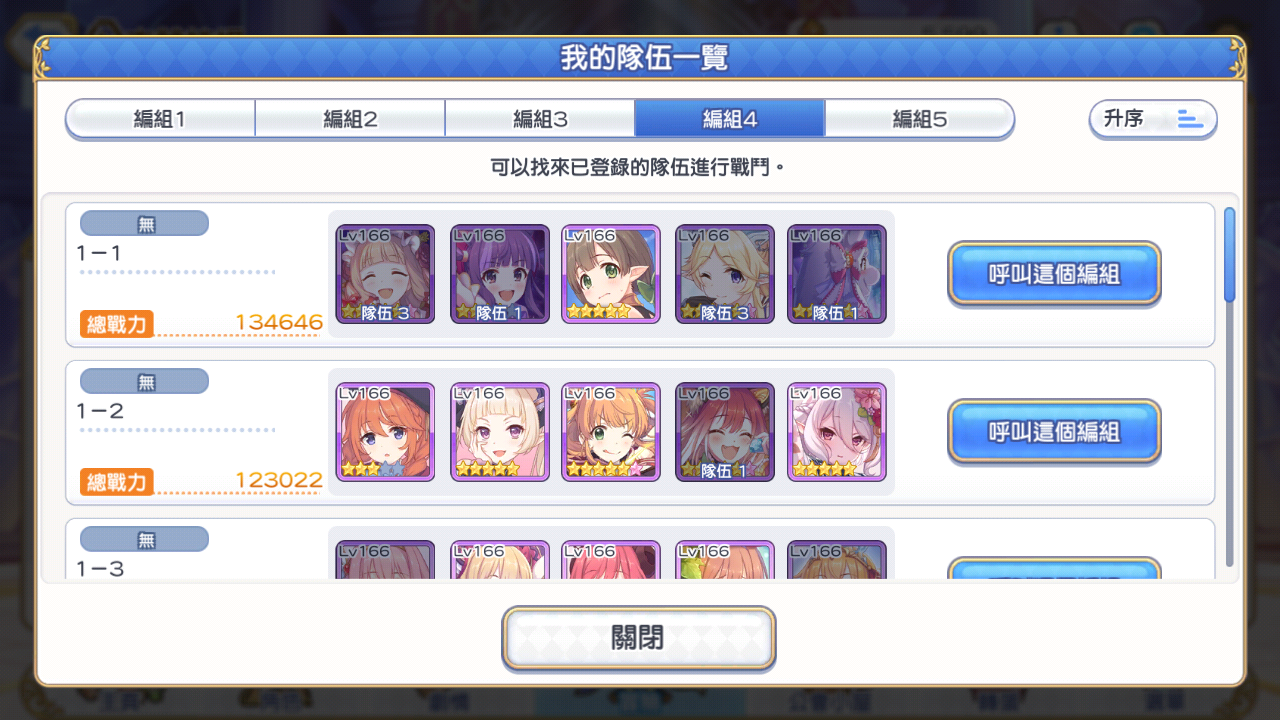 我的隊伍一覽
編組1 編組2 編組3 編組4 編組5 升序
可以找來已登錄的隊伍進行戰鬥。
無
1－1
總戰力 134646
Lv166 Lv166 Lv166 Lv166 Lv166
隊伍 3 隊伍 1 隊伍 3 隊伍 1
呼叫這個編組
無
1－2
總戰力 123022
Lv166 Lv166 Lv166 Lv166 Lv166
隊伍 1
呼叫這個編組
無
1－3
Lv166 Lv166 Lv166 Lv166 Lv166
關閉